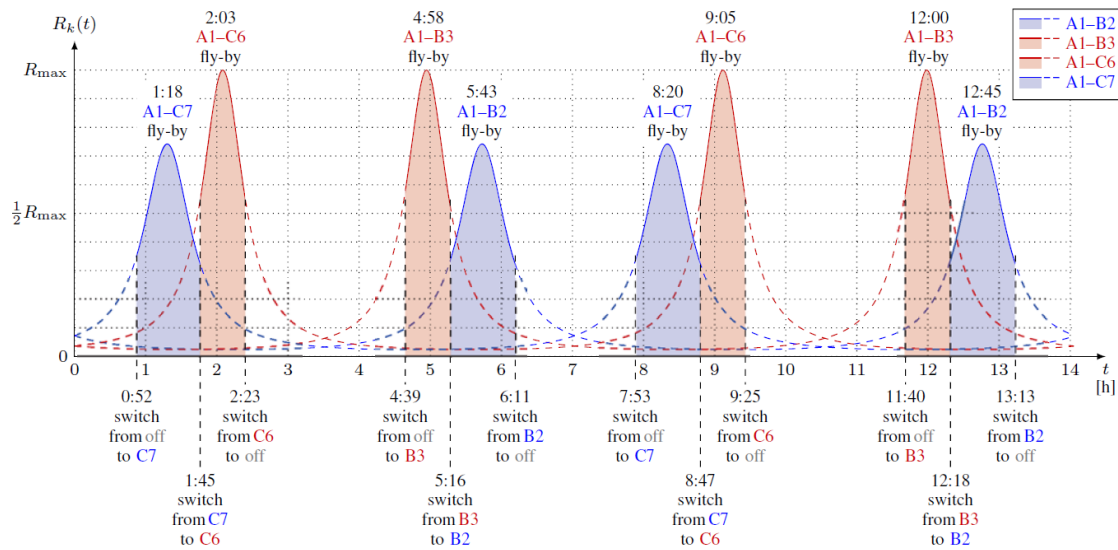 R_k(t)
2:03
A1–C6
fly-by
4:58
A1–B3
fly-by
9:05
A1–C6
fly-by
12:00
A1–B3
fly-by
A1–B2
A1–B3
A1–C6
A1–C7
R_max
1:18
A1–C7
fly-by
5:43
A1–B2
fly-by
8:20
A1–C7
fly-by
12:45
A1–B2
fly-by
½R_max
0
0 1 2 3 4 5 6 7 8 9 10 11 12 13 14
t
[h]
0:52
switch
from off
to C7
2:23
switch
from C6
to off
4:39
switch
from off
to B3
6:11
switch
from B2
to off
7:53
switch
from off
to C7
9:25
switch
from C6
to off
11:40
switch
from off
to B3
13:13
switch
from B2
to off
1:45
switch
from C7
to C6
5:16
switch
from B3
to B2
8:47
switch
from C7
to C6
12:18
switch
from B3
to B2